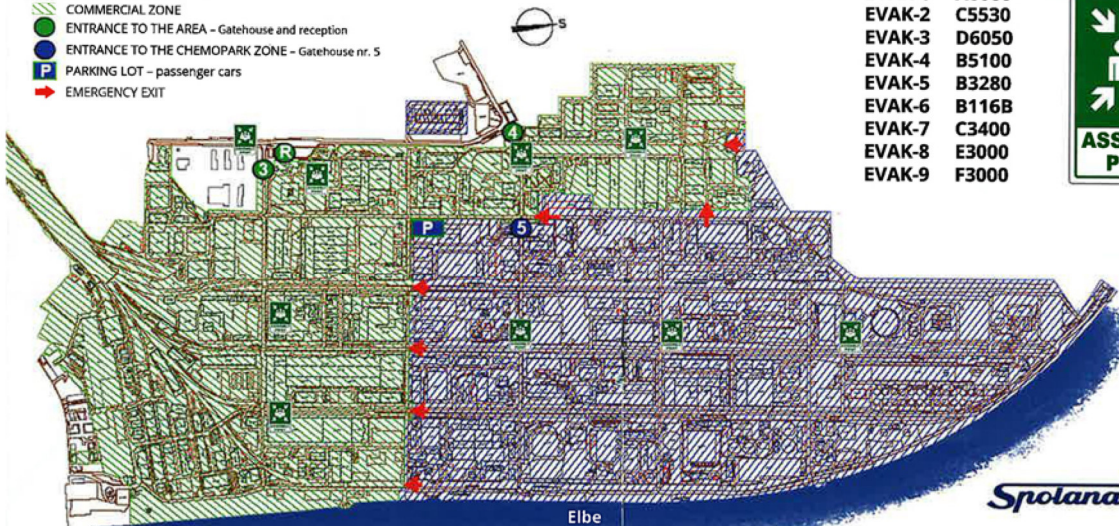 COMMERCIAL ZONE
ENTRANCE TO THE AREA – Gatehouse and reception
ENTRANCE TO THE CHEMOPARK ZONE – Gatehouse nr. 5
P PARKING LOT – passenger cars
EMERGENCY EXIT
S
EVAK-2 C5530
EVAK-3 D6050
EVAK-4 B5100
EVAK-5 B3280
EVAK-6 B116B
EVAK-7 C3400
EVAK-8 E3000
EVAK-9 F3000
ASS
P
4
R
3
P
5
Elbe
Spolana